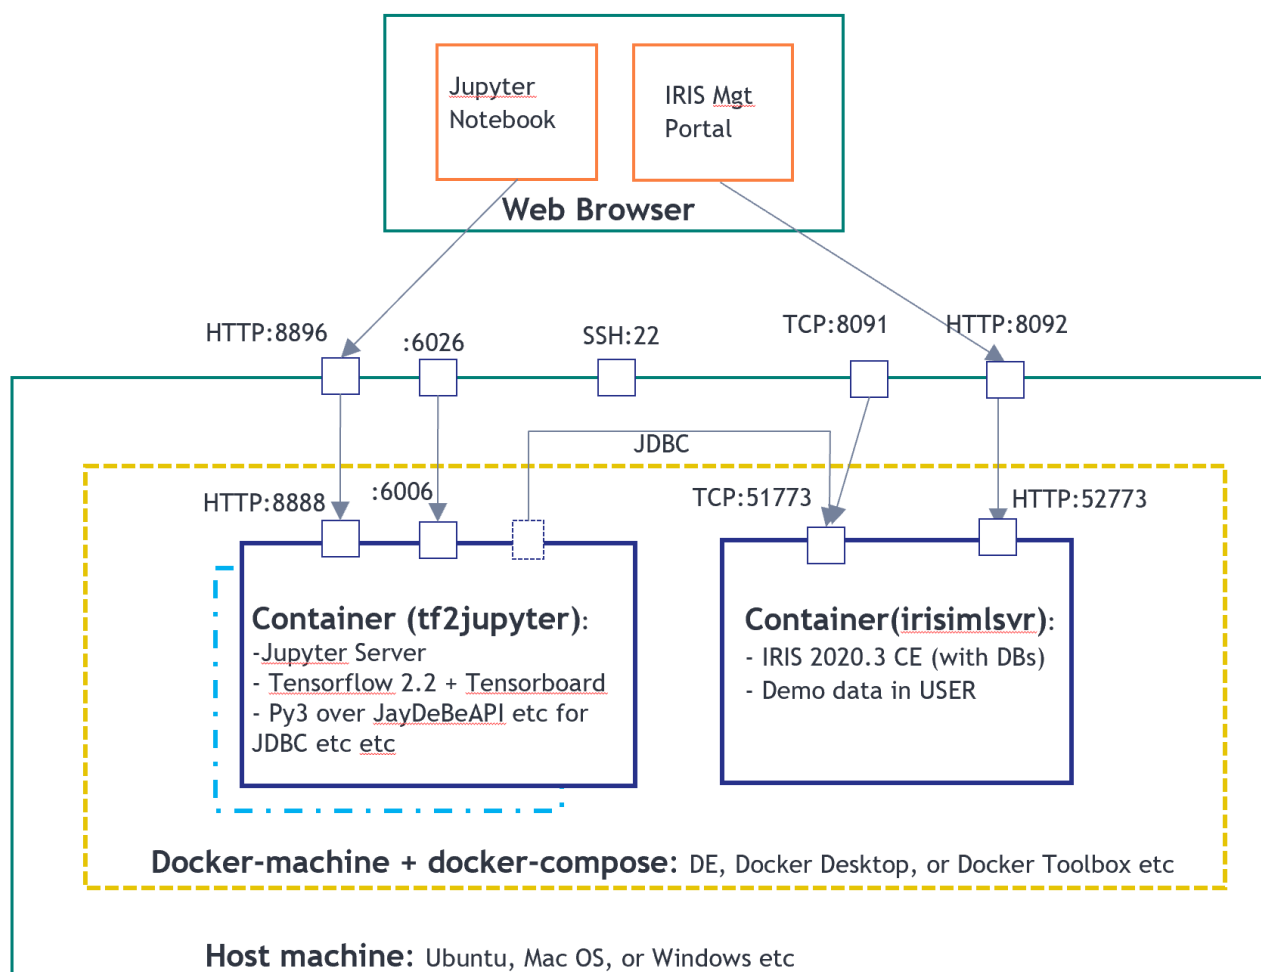 Jupyter
Notebook
IRIS Mgt
Portal
Web Browser
HTTP:8896
:6026
SSH:22
TCP:8091
HTTP:8092
JDBC
HTTP:8888
:6006
TCP:51773
HTTP:52773
Container (tf2jupyter):
-Jupyter Server
- Tensorflow 2.2 + Tensorboard
- Py3 over JayDeBeAPI etc for
JDBC etc etc
Container(irisimlsvr):
- IRIS 2020.3 CE (with DBs)
- Demo data in USER
Docker-machine + docker-compose: DE, Docker Desktop, or Docker Toolbox etc
Host machine: Ubuntu, Mac OS, or Windows etc